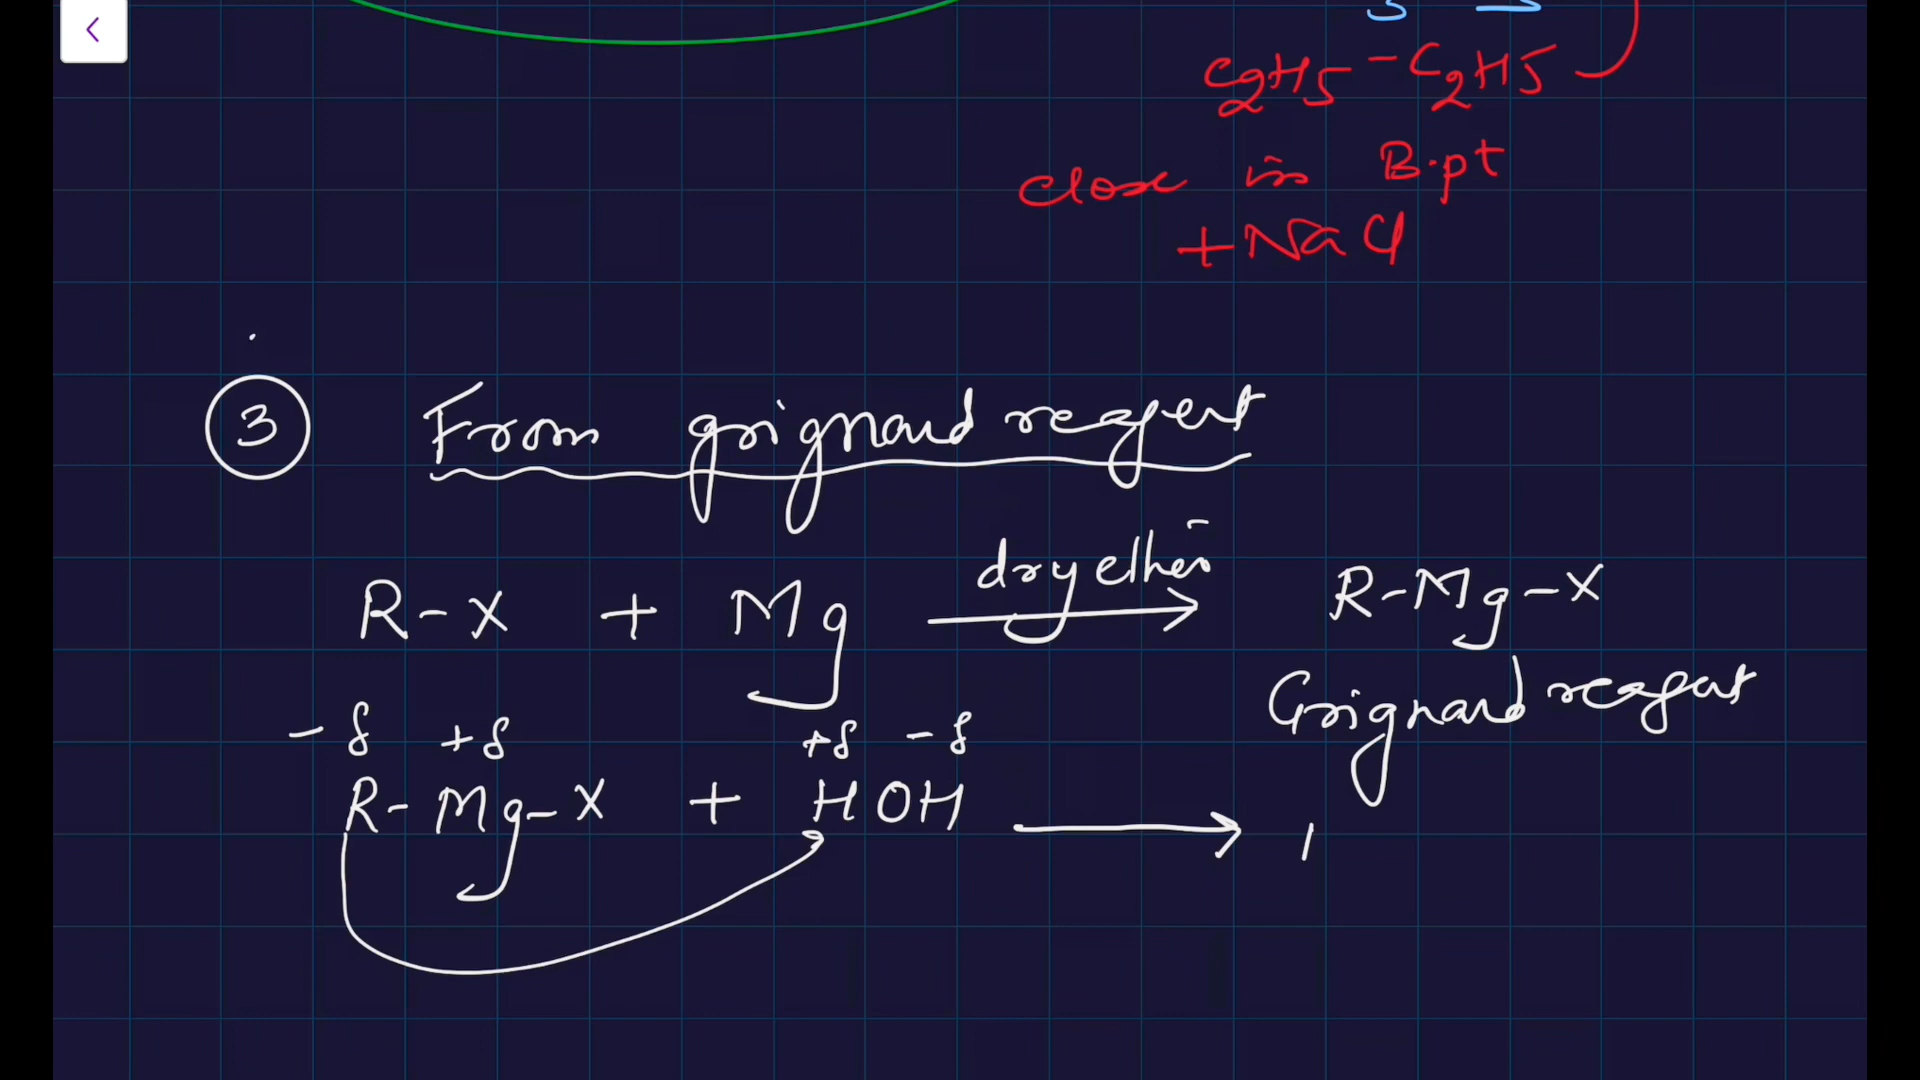 C2H5-C2H5
close in B.pt
+NaCl
3 From grignard reagent
R-X + Mg dry ether → R-Mg-X
Grignard reagent
-δ +δ +δ -δ
R-Mg-X + HOH →